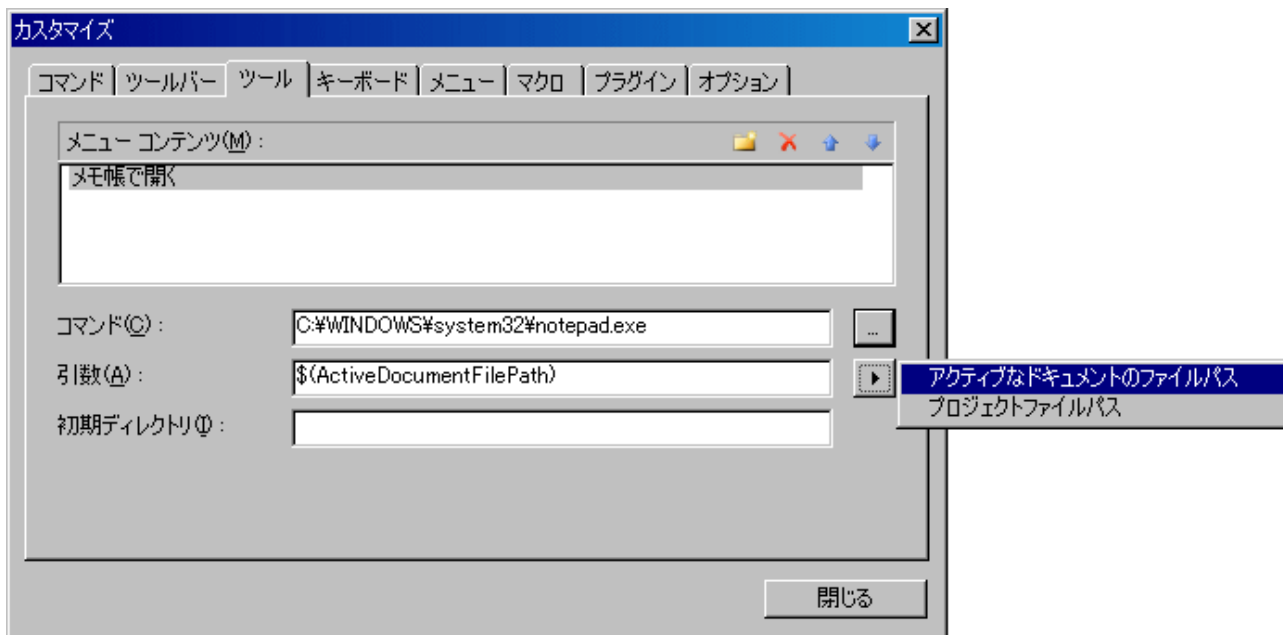 カスタマイズ
コマンド ツールバー ツール キーボード メニュー マクロ プラグイン オプション
メニュー コンテンツ(M) :
メモ帳で開く
コマンド(C) : C:¥WINDOWS¥system32¥notepad.exe ...
引数(A) : $(ActiveDocumentFilePath) アクティブなドキュメントのファイルパス
プロジェクトファイルパス
初期ディレクトリ(I) :
閉じる